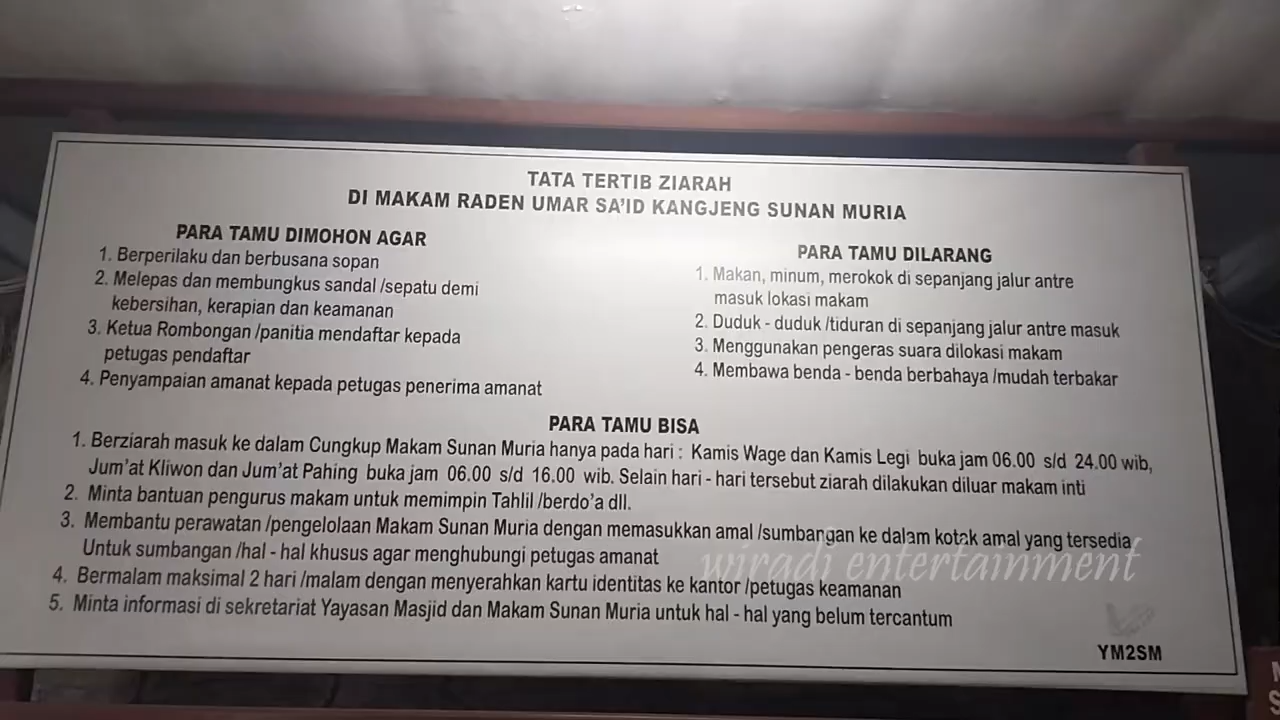 TATA TERTIB ZIARAH
DI MAKAM RADEN UMAR SA'ID KANGJENG SUNAN MURIA
PARA TAMU DIMOHON AGAR
1. Berperilaku dan berbusana sopan
2. Melepas dan membungkus sandal /sepatu demi
kebersihan, kerapian dan keamanan
3. Ketua Rombongan /panitia mendaftar kepada
petugas pendaftar
4. Penyampaian amanat kepada petugas penerima amanat
PARA TAMU DILARANG
1. Makan, minum, merokok di sepanjang jalur antre
masuk lokasi makam
2. Duduk - duduk /tiduran di sepanjang jalur antre masuk
3. Menggunakan pengeras suara dilokasi makam
4. Membawa benda - benda berbahaya /mudah terbakar
PARA TAMU BISA
1. Berziarah masuk ke dalam Cungkup Makam Sunan Muria hanya pada hari : Kamis Wage dan Kamis Legi buka jam 06.00 s/d 24.00 wib,
Jum'at Kliwon dan Jum'at Pahing buka jam 06.00 s/d 16.00 wib. Selain hari - hari tersebut ziarah dilakukan diluar makam inti
2. Minta bantuan pengurus makam untuk memimpin Tahlil /berdo'a dll.
3. Membantu perawatan /pengelolaan Makam Sunan Muria dengan memasukkan amal /sumbangan ke dalam kotak amal yang tersedia
Untuk sumbangan /hal - hal khusus agar menghubungi petugas amanat
4. Bermalam maksimal 2 hari /malam dengan menyerahkan kartu identitas ke kantor /petugas keamanan
5. Minta informasi di sekretariat Yayasan Masjid dan Makam Sunan Muria untuk hal - hal yang belum tercantum
wiradi entertainment
YM2SM